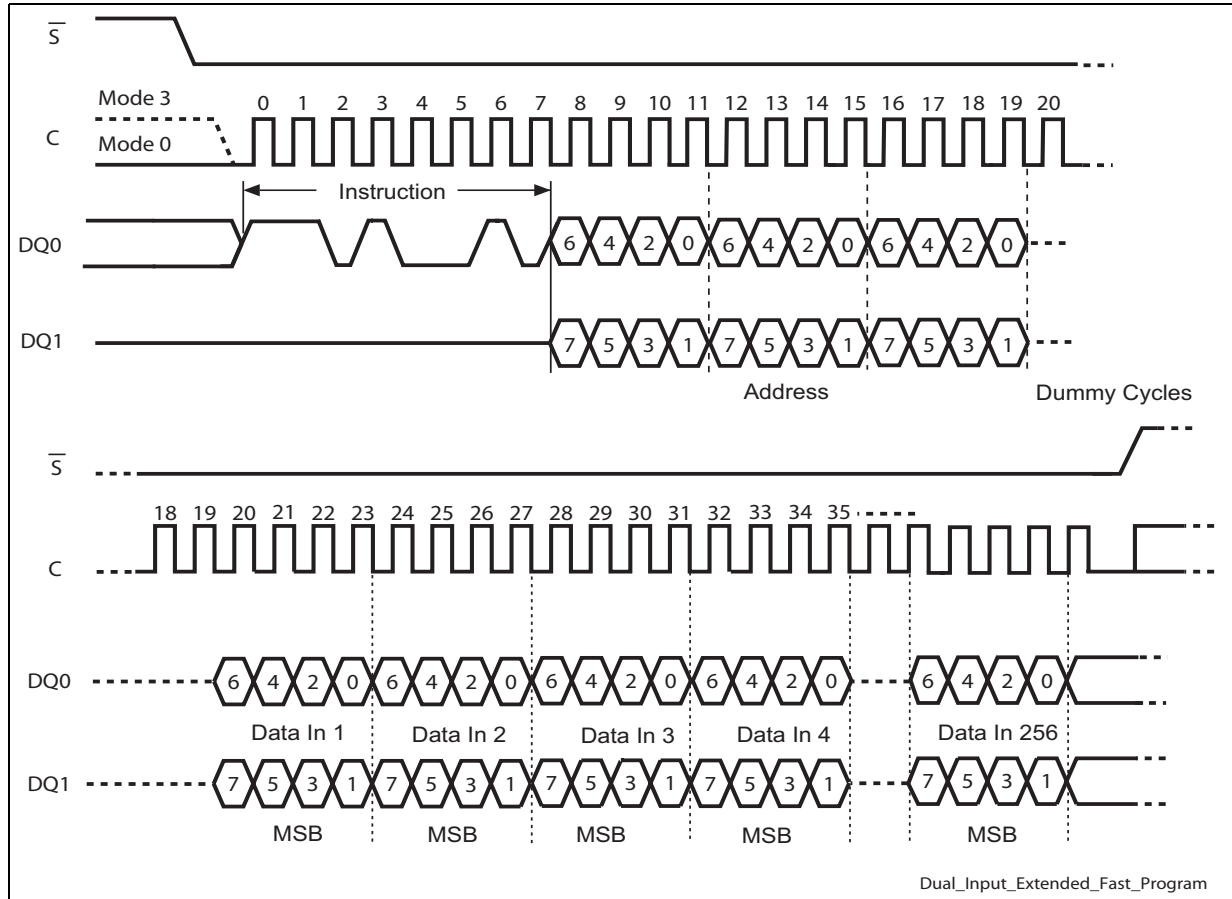 S
Mode 3
0 1 2 3 4 5 6 7 8 9 10 11 12 13 14 15 16 17 18 19 20
C
Mode 0
Instruction
DQ0
6 4 2 0 6 4 2 0 6 4 2 0
DQ1
7 5 3 1 7 5 3 1 7 5 3 1
Address
Dummy Cycles
S
18 19 20 21 22 23 24 25 26 27 28 29 30 31 32 33 34 35
C
DQ0
6 4 2 0 6 4 2 0 6 4 2 0 6 4 2 0 6 4 2 0
Data In 1 Data In 2 Data In 3 Data In 4 Data In 256
DQ1
7 5 3 1 7 5 3 1 7 5 3 1 7 5 3 1 7 5 3 1
MSB MSB MSB MSB MSB
Dual_Input_Extended_Fast_Program